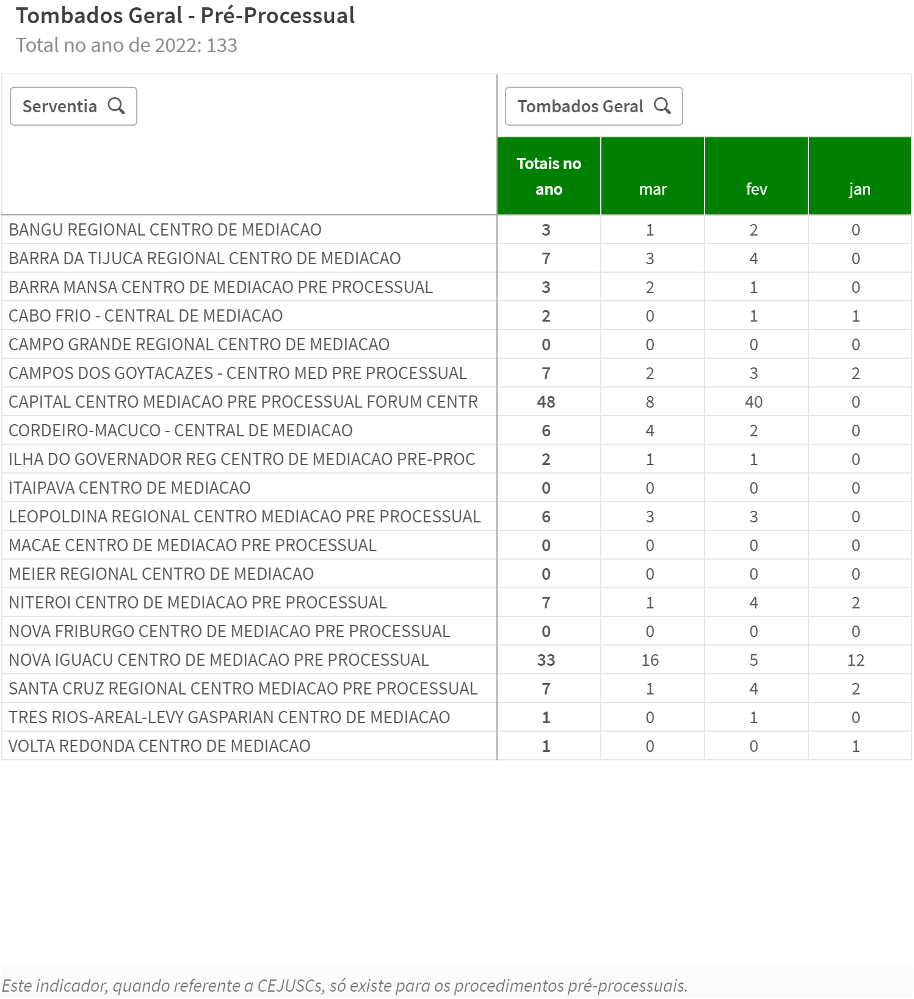 Tombados Geral - Pré-Processual
Total no ano de 2022: 133
Serventia Tombados Geral
Totais no ano mar fev jan
BANGU REGIONAL CENTRO DE MEDIACAO 3 1 2 0
BARRA DA TIJUCA REGIONAL CENTRO DE MEDIACAO 7 3 4 0
BARRA MANSA CENTRO DE MEDIACAO PRE PROCESSUAL 3 2 1 0
CABO FRIO - CENTRAL DE MEDIACAO 2 0 1 1
CAMPO GRANDE REGIONAL CENTRO DE MEDIACAO 0 0 0 0
CAMPOS DOS GOYTACAZES - CENTRO MED PRE PROCESSUAL 7 2 3 2
CAPITAL CENTRO MEDIACAO PRE PROCESSUAL FORUM CENTR 48 8 40 0
CORDEIRO-MACUCO - CENTRAL DE MEDIACAO 6 4 2 0
ILHA DO GOVERNADOR REG CENTRO DE MEDIACAO PRE-PROC 2 1 1 0
ITAIPAVA CENTRO DE MEDIACAO 0 0 0 0
LEOPOLDINA REGIONAL CENTRO MEDIACAO PRE PROCESSUAL 6 3 3 0
MACAE CENTRO DE MEDIACAO PRE PROCESSUAL 0 0 0 0
MEIER REGIONAL CENTRO DE MEDIACAO 0 0 0 0
NITEROI CENTRO DE MEDIACAO PRE PROCESSUAL 7 1 4 2
NOVA FRIBURGO CENTRO DE MEDIACAO PRE PROCESSUAL 0 0 0 0
NOVA IGUACU CENTRO DE MEDIACAO PRE PROCESSUAL 33 16 5 12
SANTA CRUZ REGIONAL CENTRO MEDIACAO PRE PROCESSUAL 7 1 4 2
TRES RIOS-AREAL-LEVY GASPARIAN CENTRO DE MEDIACAO 1 0 1 0
VOLTA REDONDA CENTRO DE MEDIACAO 1 0 0 1
Este indicador, quando referente a CEJUSCs, só existe para os procedimentos pré-processuais.